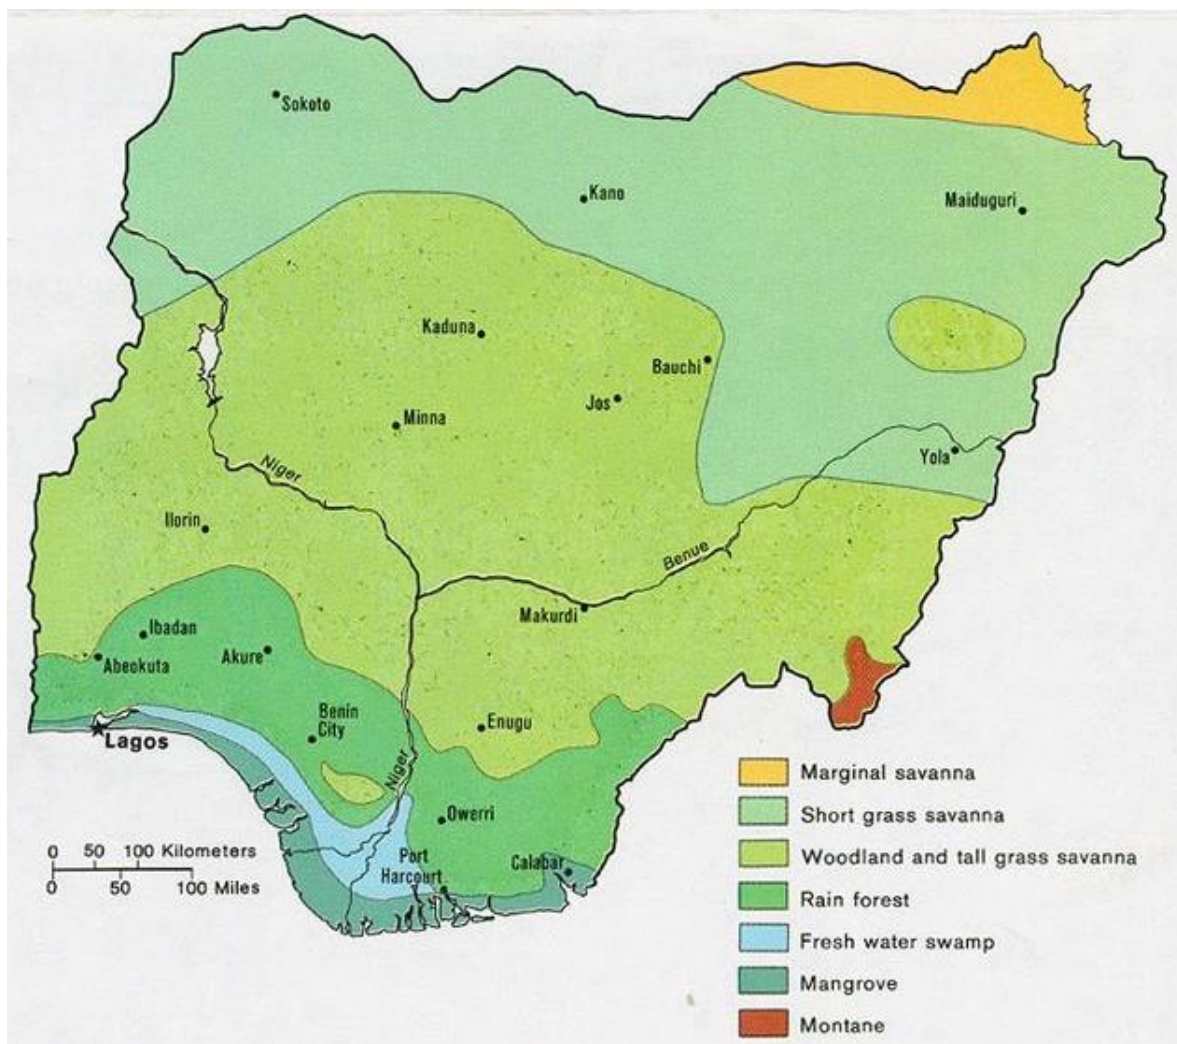 Sokoto
Kano
Maiduguri
Kaduna
Bauchi
Jos
Minna
Yola
Niger
Ilorin
Benue
Makurdi
Ibadan
Abeokuta
Akure
Benin
City
Enugu
Lagos
Niger
Owerri
Port
Harcourt
Calabar
0 50 100 Kilometers
0 50 100 Miles
Marginal savanna
Short grass savanna
Woodland and tall grass savanna
Rain forest
Fresh water swamp
Mangrove
Montane